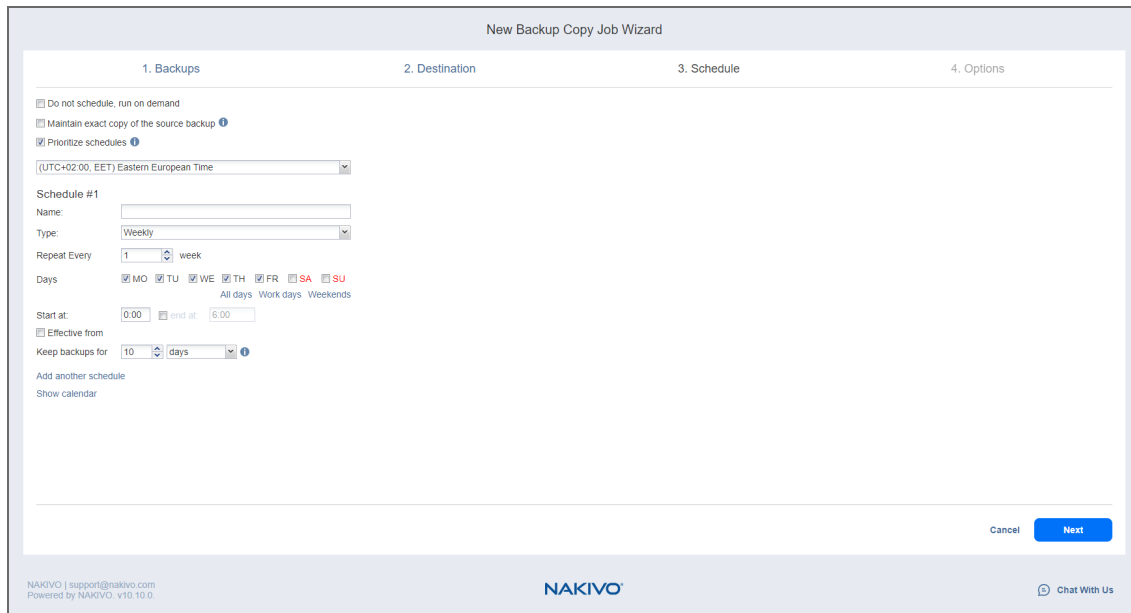 New Backup Copy Job Wizard
1. Backups 2. Destination 3. Schedule 4. Options
Do not schedule, run on demand
Maintain exact copy of the source backup
Prioritize schedules
(UTC+02:00, EET) Eastern European Time
Schedule #1
Name:
Type: Weekly
Repeat Every 1 week
Days MO TU WE TH FR SA SU
All days Work days Weekends
Start at: 0:00 end at: 6:00
Effective from
Keep backups for 10 days
Add another schedule
Show calendar
Cancel Next
NAKIVO | support@nakivo.com
Powered by NAKIVO. v10.10.0.
NAKIVO
Chat With Us